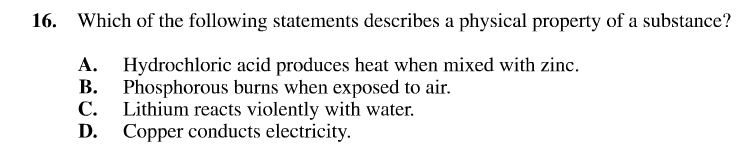 16. Which of the following statements describes a physical property of a substance?
A. Hydrochloric acid produces heat when mixed with zinc.
B. Phosphorous burns when exposed to air.
C. Lithium reacts violently with water.
D. Copper conducts electricity.